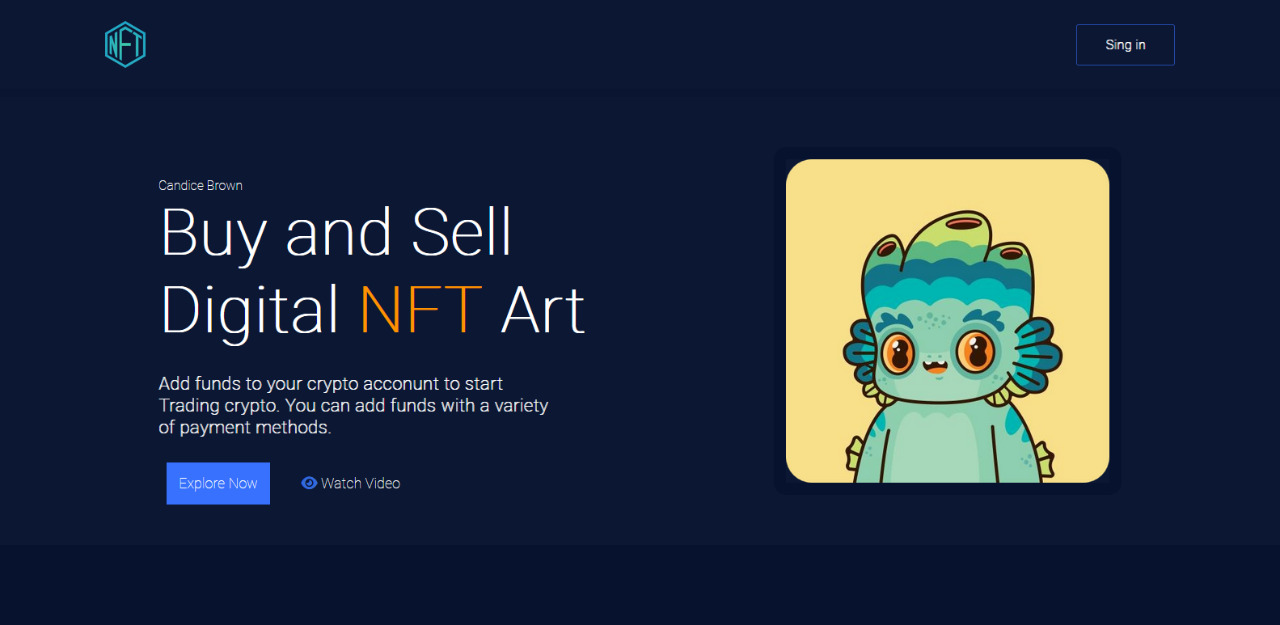 NFT
Sing in
Candice Brown
Buy and Sell
Digital NFT Art
Add funds to your crypto acconunt to start
Trading crypto. You can add funds with a variety
of payment methods.
Explore Now
Watch Video